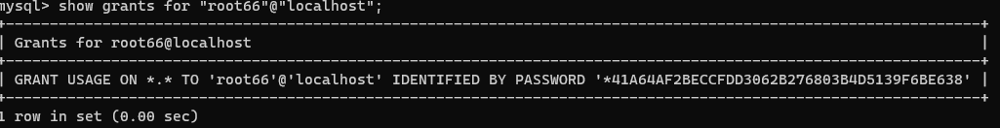 mysql> show grants for "root66"@"localhost";
+------------------------------------------------------------------------------------------------------------------+
| Grants for root66@localhost                                                                                      |
+------------------------------------------------------------------------------------------------------------------+
| GRANT USAGE ON *.* TO 'root66'@'localhost' IDENTIFIED BY PASSWORD '*41A64AF2BECCFDD3062B276803B4D5139F6BE638' |
+------------------------------------------------------------------------------------------------------------------+
1 row in set (0.00 sec)